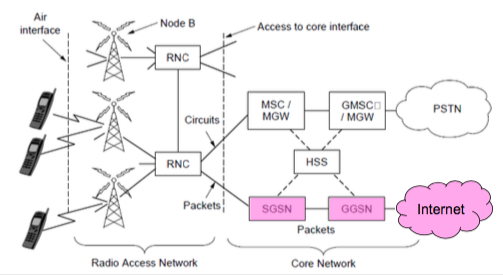 Air
interface
Node B
Access to core interface
RNC
Circuits
MSC /
MGW
GMSC□
/ MGW
PSTN
HSS
RNC
Packets
SGSN
GGSN
Internet
Packets
Radio Access Network
Core Network